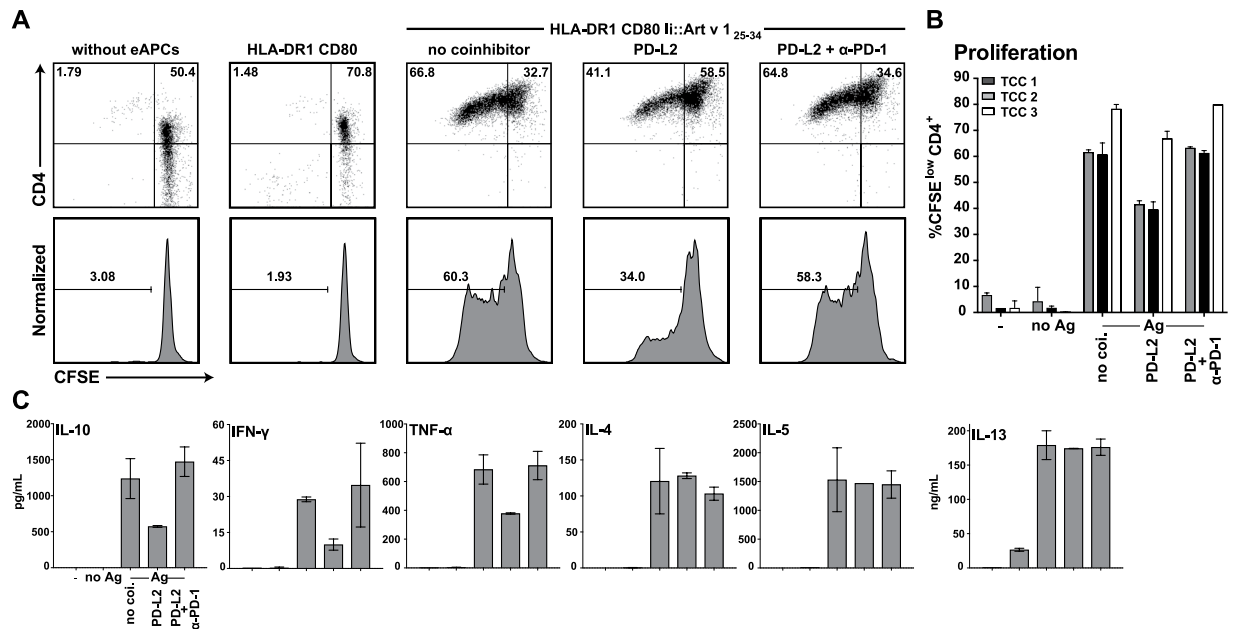 A
HLA-DR1 CD80 Ii::Art v 1 25-34
without eAPCs
HLA-DR1 CD80
no coinhibitor
PD-L2
PD-L2 + α-PD-1
1.79 50.4
1.48 70.8
66.8 32.7
41.1 58.5
64.8 34.6
CD4
3.08
1.93
60.3
34.0
58.3
Normalized
CFSE
B
Proliferation
TCC 1
TCC 2
TCC 3
%CFSE low CD4+
90
80
70
60
50
40
30
20
10
0
- no Ag Ag
no coi.
PD-L2
PD-L2
+
α-PD-1
C
IL-10
pg/mL
2000
1500
1000
500
0
- no Ag Ag
no coi.
PD-L2
PD-L2
+
α-PD-1
IFN-γ
60
45
30
15
0
TNF-α
1000
800
600
400
200
0
IL-4
200
150
100
50
0
IL-5
2500
2000
1500
1000
500
0
IL-13
ng/mL
200
150
100
50
0